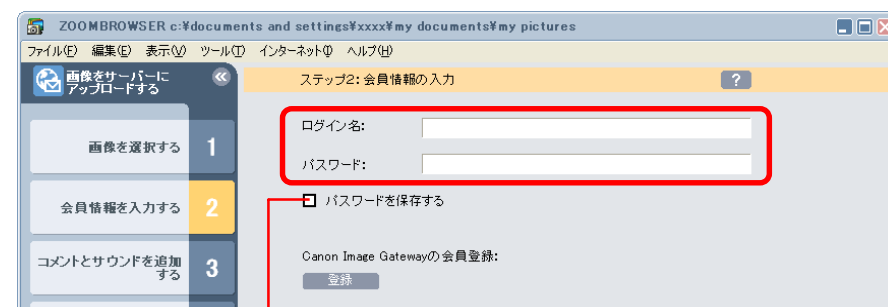 ZOOMBROWSER c:¥documents and settings¥xxxx¥my documents¥my pictures
ファイル(F) 編集(E) 表示(V) ツール(T) インターネット(I) ヘルプ(H)
画像をサーバーに
アップロードする
ステップ2: 会員情報の入力
?
ログイン名:
画像を選択する 1
パスワード:
会員情報を入力する 2
パスワードを保存する
コメントとサウンドを追加
する 3
Canon Image Gatewayの会員登録:
登録